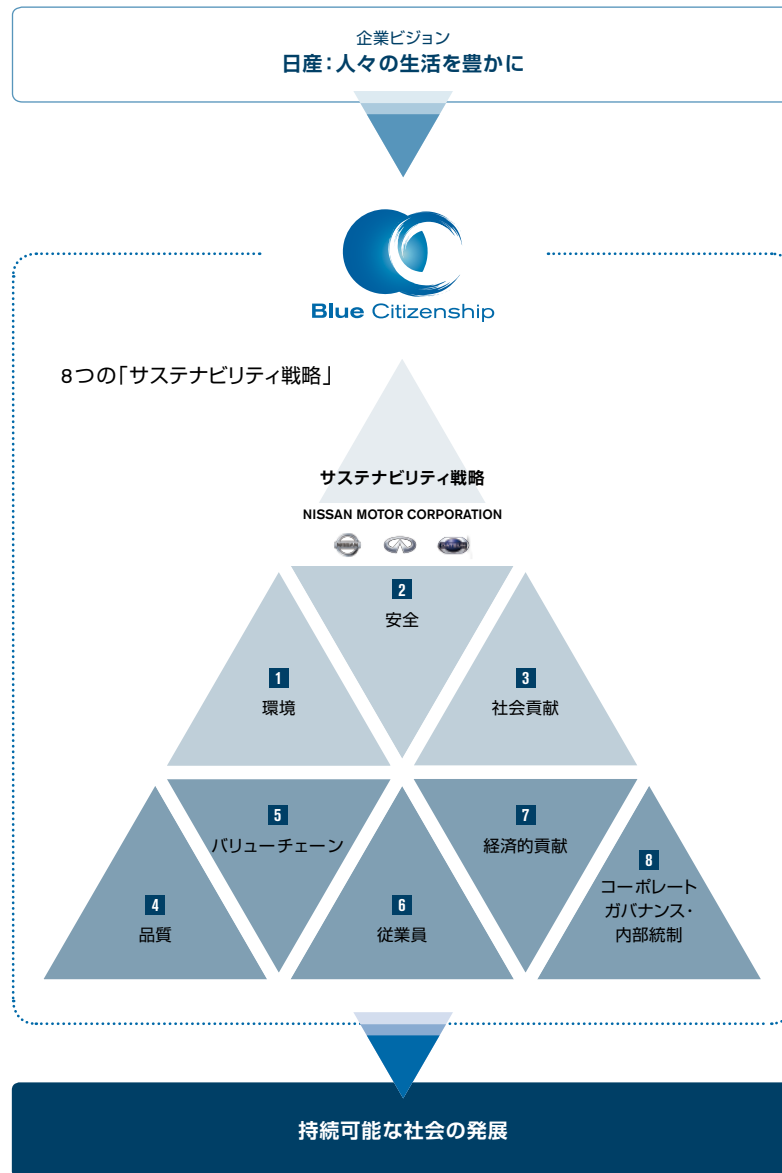 企業ビジョン
日産：人々の生活を豊かに
Blue Citizenship
8つの「サステナビリティ戦略」
サステナビリティ戦略
NISSAN MOTOR CORPORATION
NISSAN
DATSUN
2
安全
1
環境
3
社会貢献
5
バリューチェーン
7
経済的貢献
4
品質
6
従業員
8
コーポレート
ガバナンス・
内部統制
持続可能な社会の発展